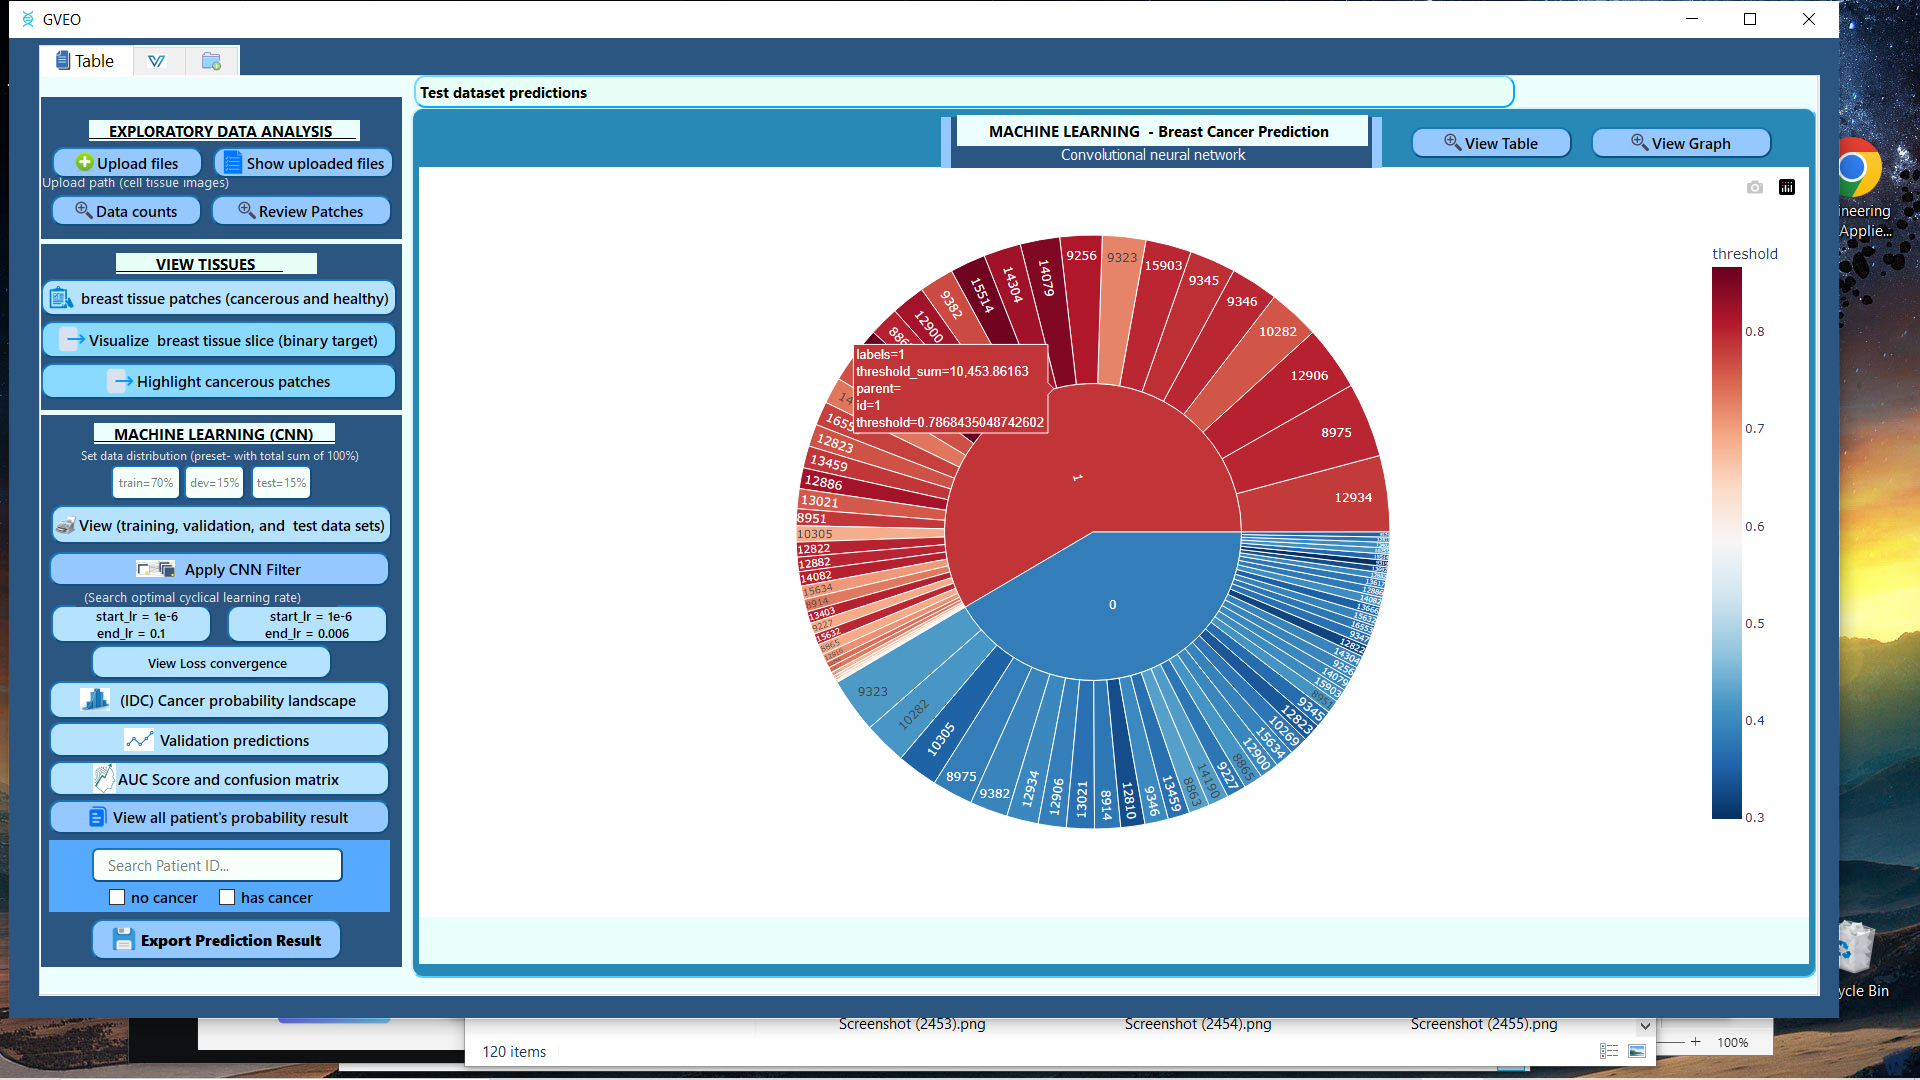 GVEO
Table
Test dataset predictions
EXPLORATORY DATA ANALYSIS
Upload files
Show uploaded files
Upload path (cell tissue images)
Data counts
Review Patches
VIEW TISSUES
breast tissue patches (cancerous and healthy)
Visualize breast tissue slice (binary target)
Highlight cancerous patches
MACHINE LEARNING (CNN)
Set data distribution (preset- with total sum of 100%)
train=70%
dev=15%
test=15%
View (training, validation, and test data sets)
Apply CNN Filter
(Search optimal cyclical learning rate)
start_lr = 1e-6
end_lr = 0.1
start_lr = 1e-6
end_lr = 0.006
View Loss convergence
(IDC) Cancer probability landscape
Validation predictions
AUC Score and confusion matrix
View all patient's probability result
Search Patient ID...
no cancer
has cancer
Export Prediction Result
MACHINE LEARNING - Breast Cancer Prediction
Convolutional neural network
View Table
View Graph
threshold
0.8
0.7
0.6
0.5
0.4
0.3
labels=1
threshold_sum=10,453.86163
parent=
id=1
threshold=0.7868435048742602
1
0
12934
8975
12906
10282
9346
9345
15903
9323
9256
14079
14304
15514
9382
12900
12823
13459
12886
13021
8951
10305
12822
12882
14082
15634
8914
13403
9227
15632
8865
9323
10282
10305
8975
9382
12934
12906
13021
8914
12810
9346
13459
8863
14190
9227
8865
12900
15634
10269
12823
9345
8951
15903
14079
9256
14304
12822
9347
ineering
Applie...
ycle Bin
Screenshot (2453).png
Screenshot (2454).png
Screenshot (2455).png
120 items
100%